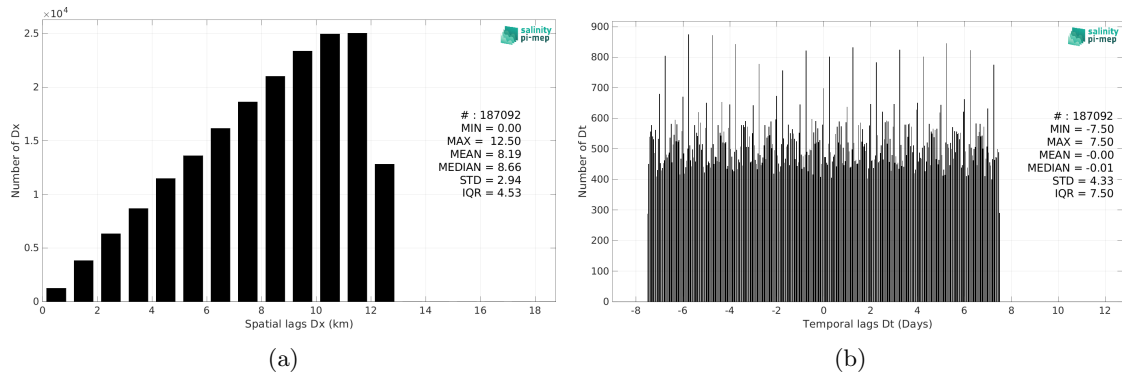 ×10⁴
2.5
2
1.5
1
0.5
0
Number of Dx
0 2 4 6 8 10 12 14 16 18
Spatial lags Dx (km)
salinity
pi-mep
# : 187092
MIN = 0.00
MAX = 12.50
MEAN = 8.19
MEDIAN = 8.66
STD = 2.94
IQR = 4.53
(a)
900
800
700
600
500
400
300
200
100
0
Number of Dt
-8 -6 -4 -2 0 2 4 6 8 10 12
Temporal lags Dt (Days)
salinity
pi-mep
# : 187092
MIN = -7.50
MAX = 7.50
MEAN = -0.00
MEDIAN = -0.01
STD = 4.33
IQR = 7.50
(b)